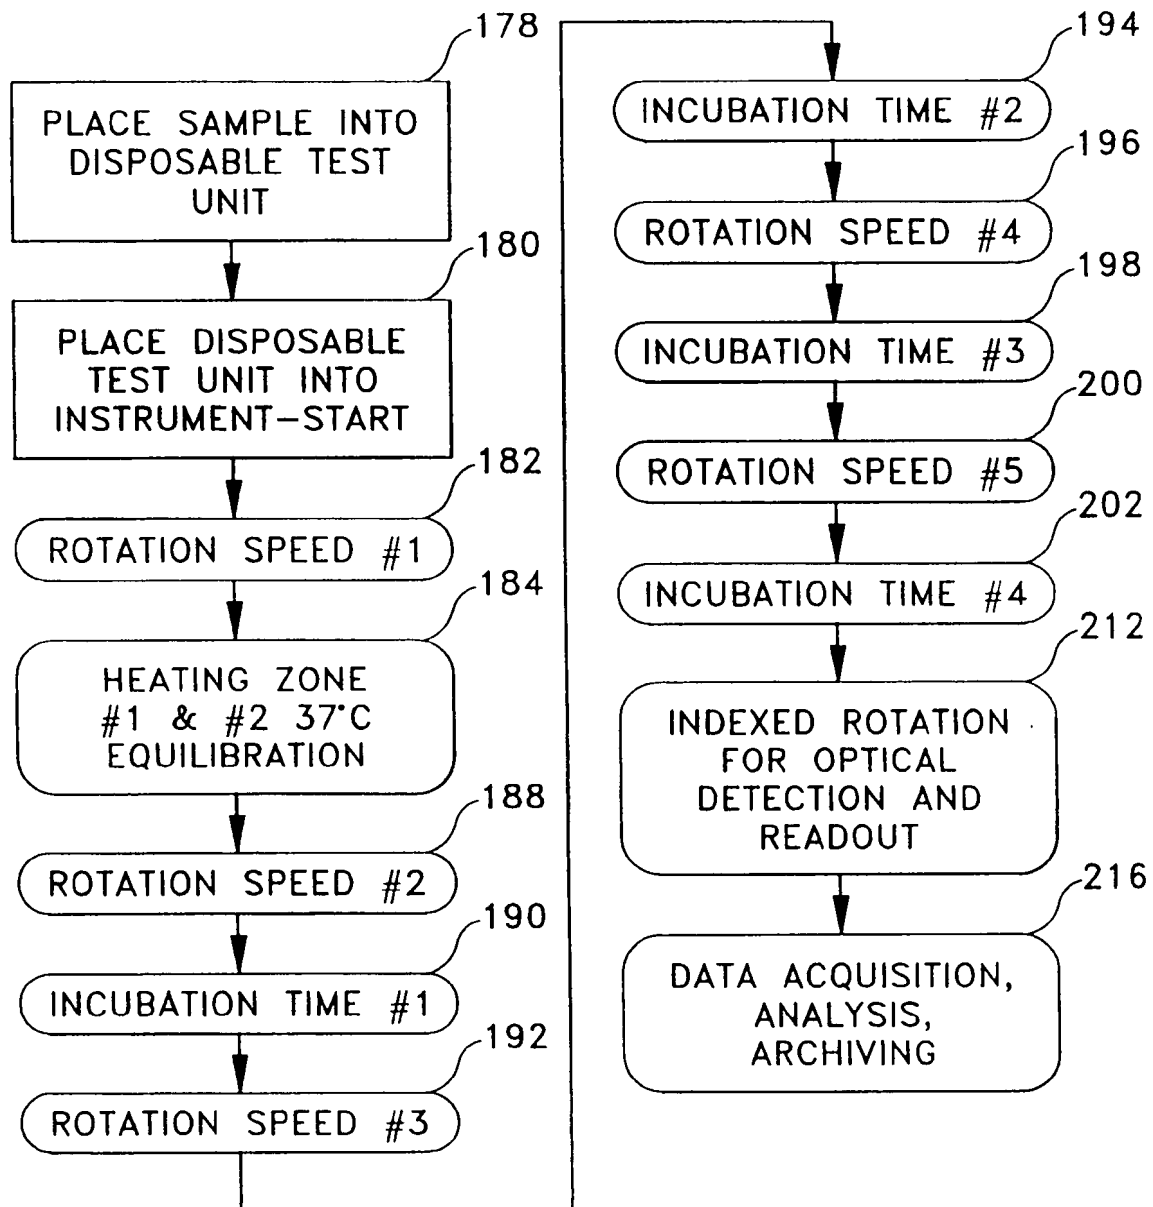 178
PLACE SAMPLE INTO
DISPOSABLE TEST
UNIT
180
PLACE DISPOSABLE
TEST UNIT INTO
INSTRUMENT-START
182
ROTATION SPEED #1
184
HEATING ZONE
#1 & #2 37°C
EQUILIBRATION
188
ROTATION SPEED #2
190
INCUBATION TIME #1
192
ROTATION SPEED #3
194
INCUBATION TIME #2
196
ROTATION SPEED #4
198
INCUBATION TIME #3
200
ROTATION SPEED #5
202
INCUBATION TIME #4
212
INDEXED ROTATION
FOR OPTICAL
DETECTION AND
READOUT
216
DATA ACQUISITION,
ANALYSIS,
ARCHIVING